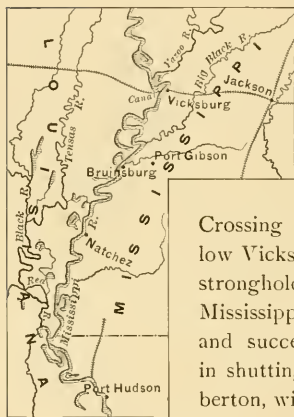 LOUISIANA
MISSISSIPPI
Yazoo R.
Big Black R.
Jackson
Canal
Vicksburg
Tensas R.
Port Gibson
Bruinsburg
Black R.
Natchez
Red
R.
Mississippi R.
Port Hudson
Crossing
low Vicks
stronghold
Mississipp
and succe
in shutting
berton, wi